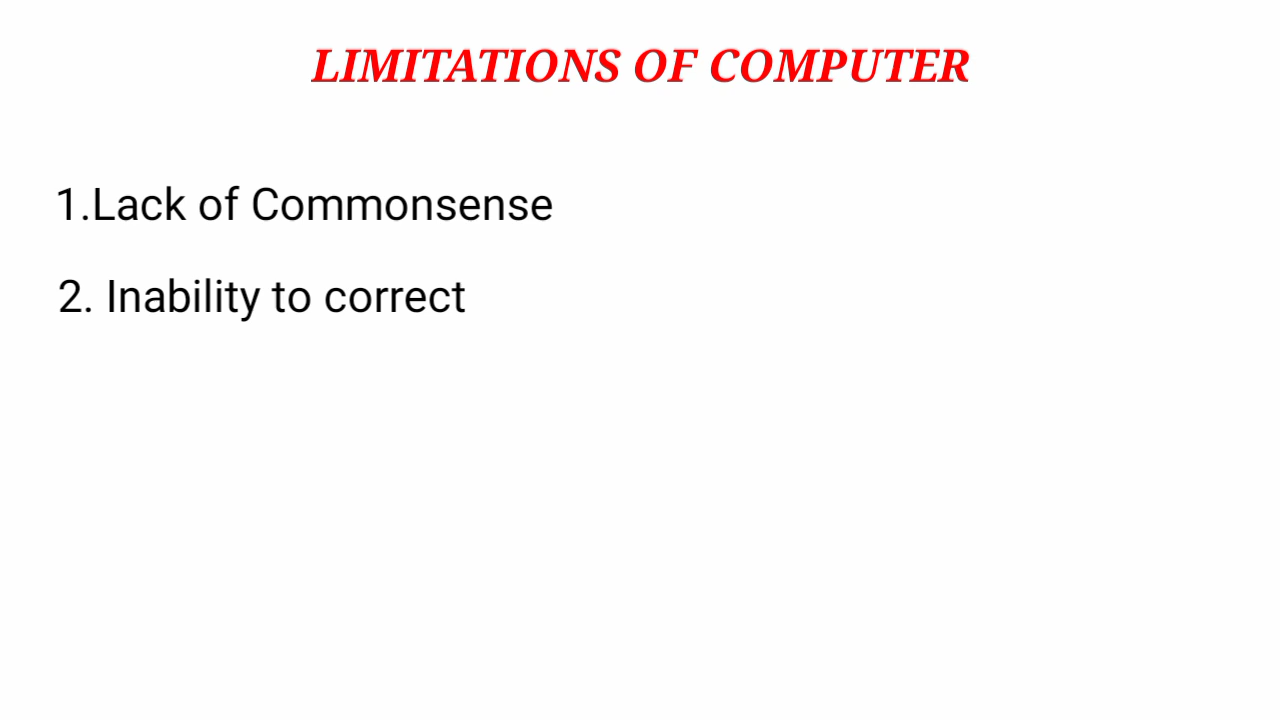 LIMITATIONS OF COMPUTER
1.Lack of Commonsense
2. Inability to correct